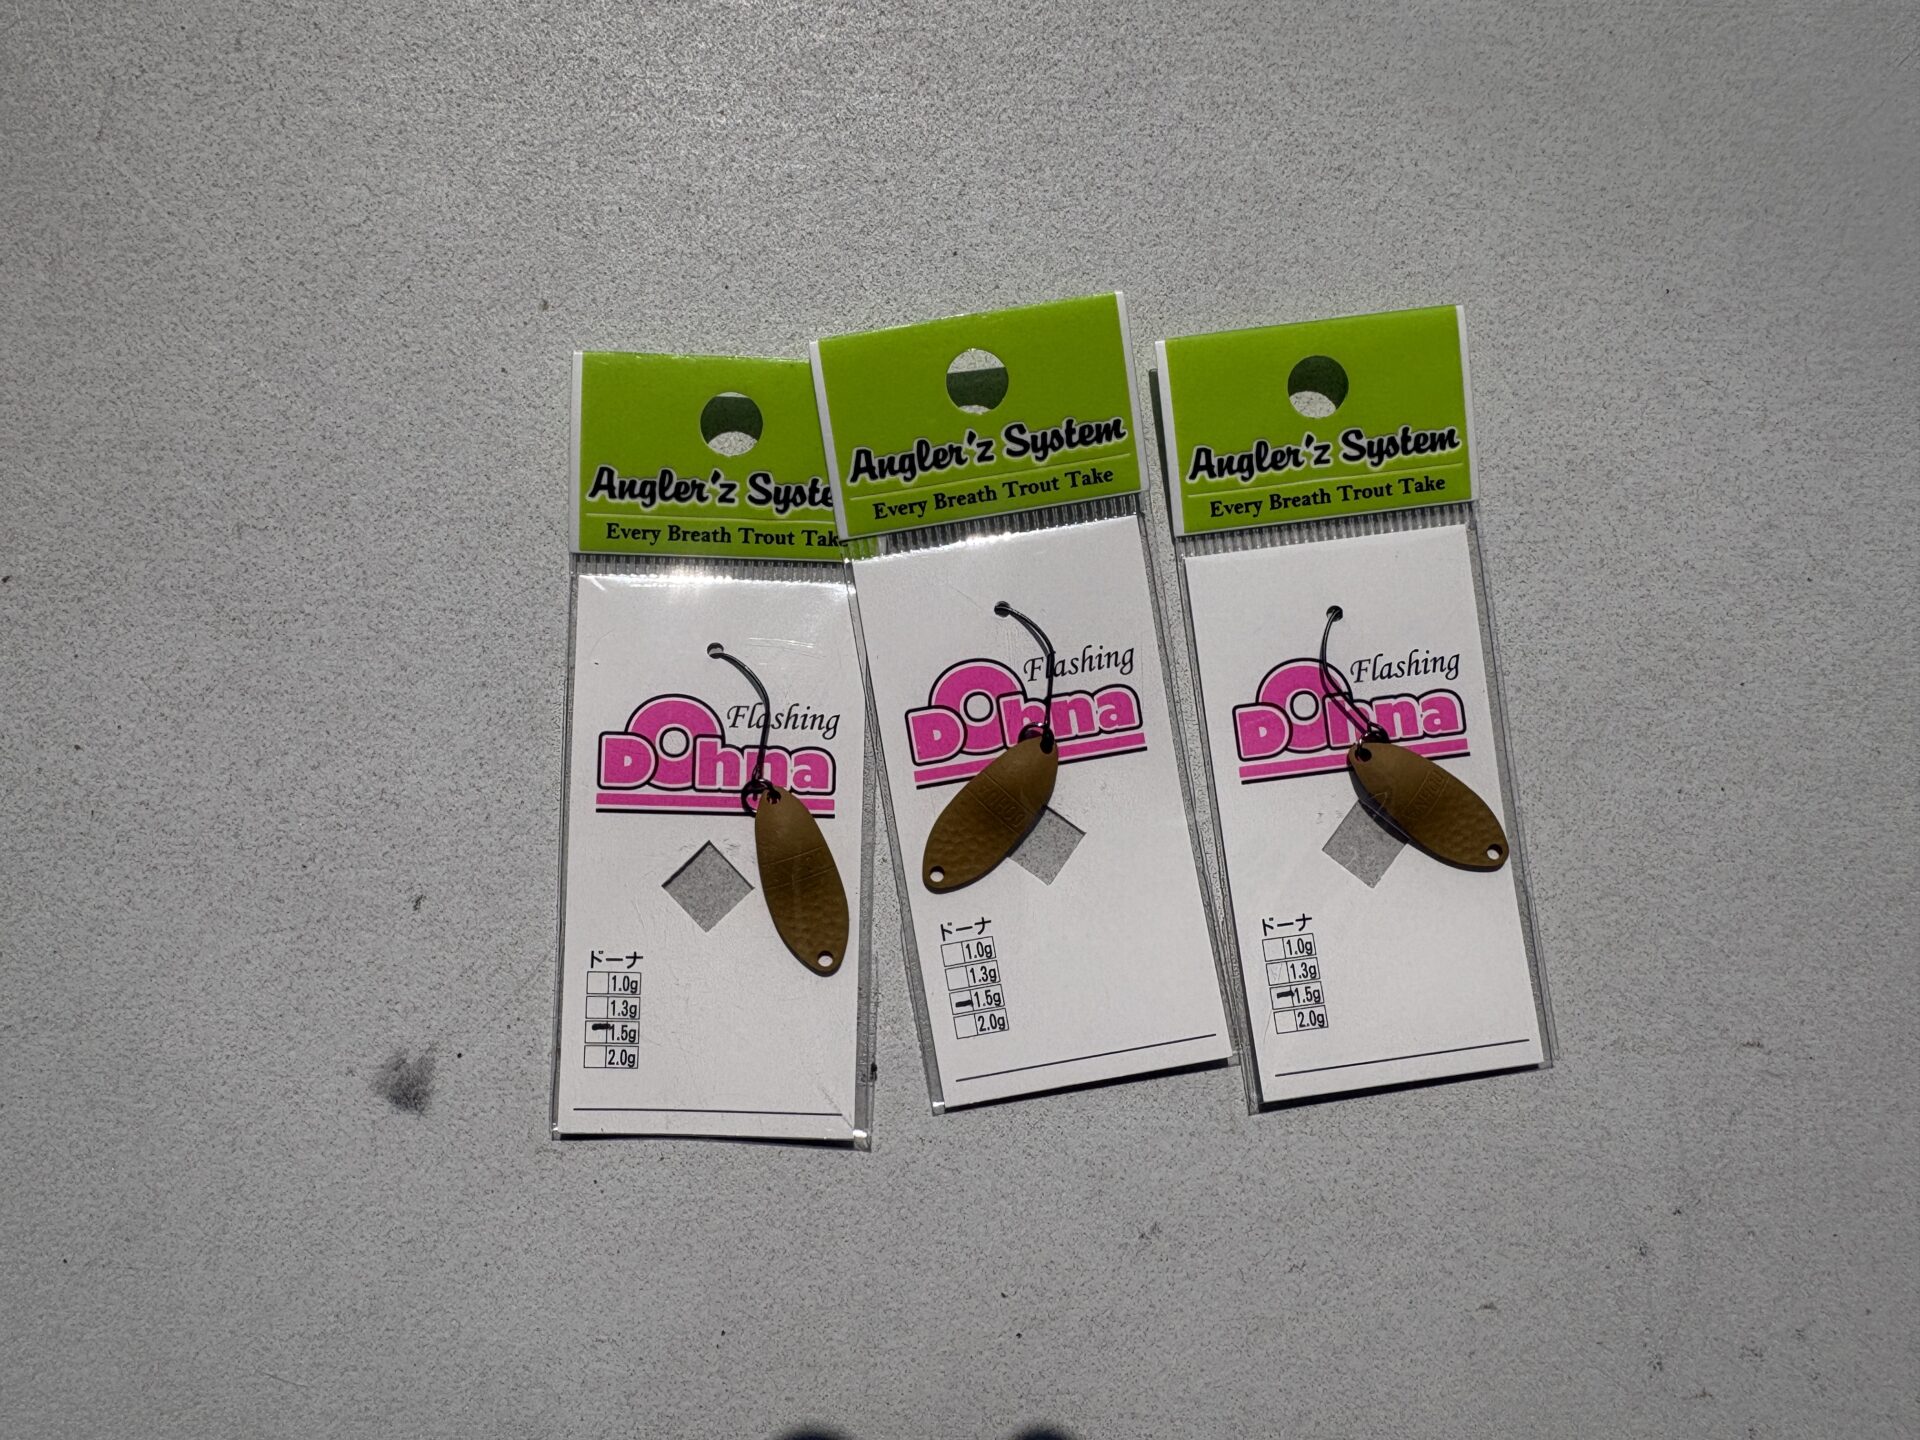 Angler'z Syste
Every Breath Trout Take
Flashing
Dohna
ドーナ
1.0g
1.3g
1.5g
2.0g
Angler'z System
Every Breath Trout Take
Flashing
Dohna
ドーナ
1.0g
1.3g
1.5g
2.0g
Angler'z System
Every Breath Trout Take
Flashing
Dohna
ドーナ
1.0g
1.3g
1.5g
2.0g